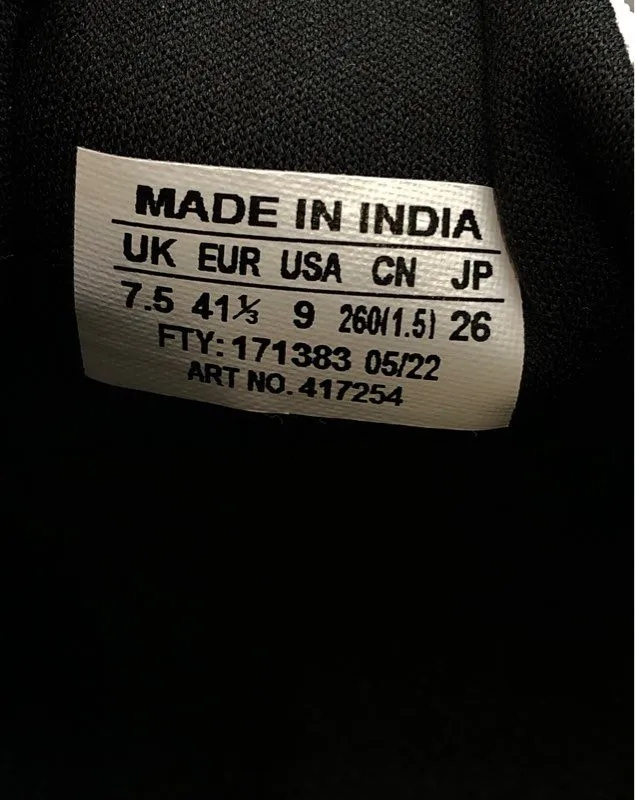 MADE IN INDIA
UK EUR USA CN JP
7.5 41⅓ 9 260(1.5) 26
FTY: 171383 05/22
ART NO. 417254